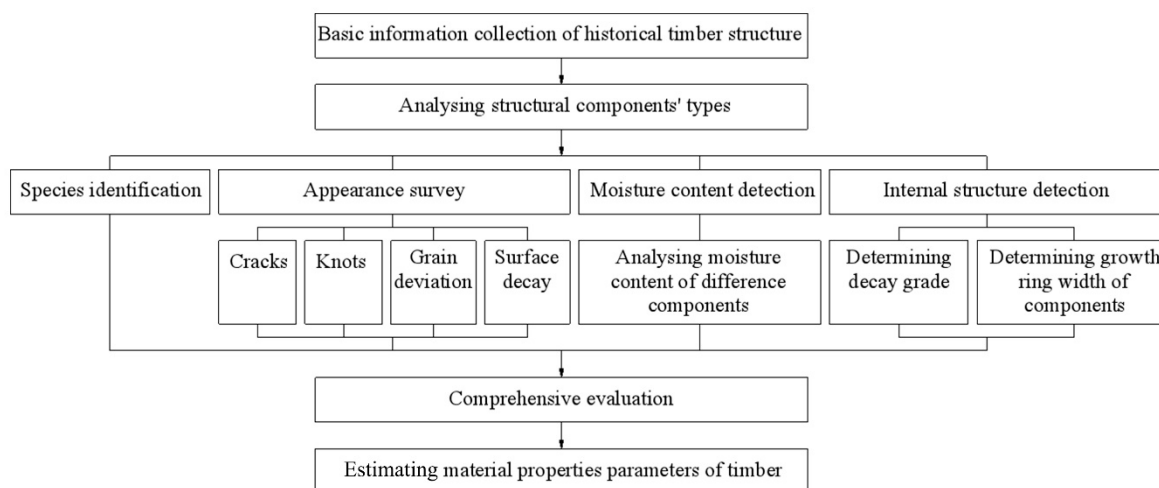 Basic information collection of historical timber structure
Analysing structural components' types
Species identification
Appearance survey
Moisture content detection
Internal structure detection
Cracks
Knots
Grain
deviation
Surface
decay
Analysing moisture
content of difference
components
Determining
decay grade
Determining growth
ring width of
components
Comprehensive evaluation
Estimating material properties parameters of timber